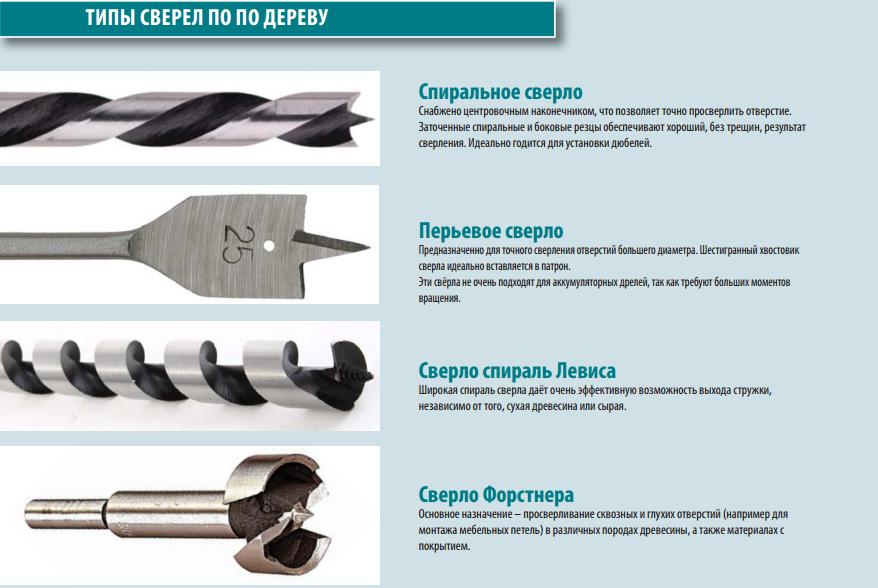 ТИПЫ СВЕРЕЛ ПО ПО ДЕРЕВУ
Спиральное сверло
Снабжено центровочным наконечником, что позволяет точно просверлить отверстие.
Заточенные спиральные и боковые резцы обеспечивают хороший, без трещин, результат
сверления. Идеально годится для установки дюбелей.
25
Перьевое сверло
Предназначенно для точного сверления отверстий большего диаметра. Шестигранный хвостовик
сверла идеально вставляется в патрон.
Эти свёрла не очень подходят для аккумуляторных дрелей, так как требуют больших моментов
вращения.
Сверло спираль Левиса
Широкая спираль сверла даёт очень эффективную возможность выхода стружки,
независимо от того, сухая древесина или сырая.
Сверло Форстнера
Основное назначение – просверливание сквозных и глухих отверстий (например для
монтажа мебельных петель) в различных породах древесины, а также материалах с
покрытием.